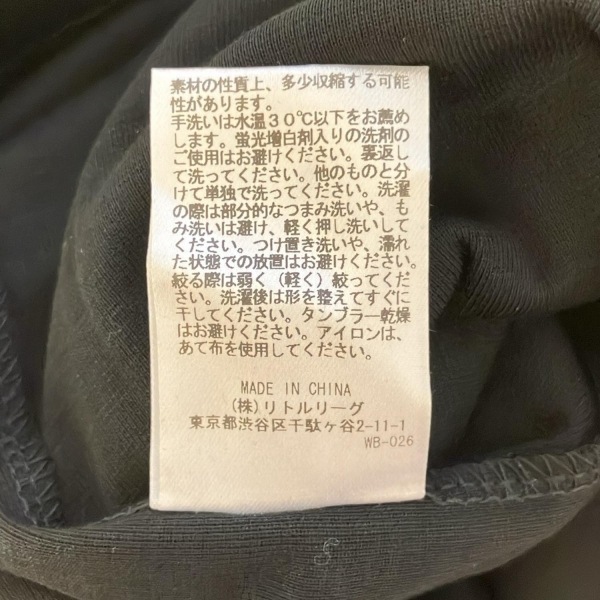 素材の性質上、多少収縮する可能
性があります。
手洗いは水温30℃以下をお薦め
します。蛍光増白剤入りの洗剤の
ご使用はお避けください。裏返し
て洗ってください。他のものと分
けて単独で洗ってください。洗濯
の際は部分的なつまみ洗いや、も
み洗いは避け、軽く押し洗いして
ください。つけ置き洗いや、濡れ
た状態での放置はお避けください。
絞る際は弱く（軽く）絞ってくだ
さい。洗濯後は形を整えてすぐに
干してください。タンブラー乾燥
はお避けください。アイロンは、
あて布を使用してください。
MADE IN CHINA
(株)リトルリーグ
東京都渋谷区千駄ヶ谷2-11-1
WB-026